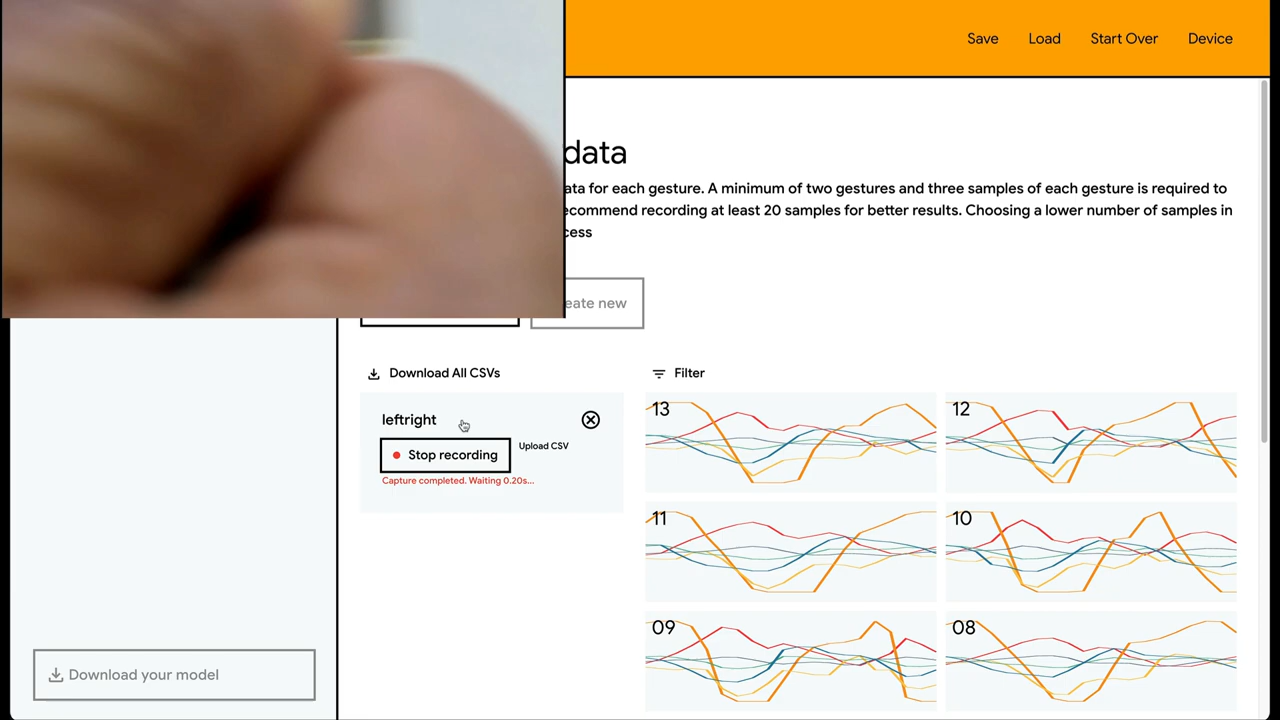 Save Load Start Over Device
data
ata for each gesture. A minimum of two gestures and three samples of each gesture is required to
ecommend recording at least 20 samples for better results. Choosing a lower number of samples in
cess
eate new
Download All CSVs
Filter
leftright
Stop recording
Upload CSV
Capture completed. Waiting 0.20s...
13
12
11
10
09
08
Download your model